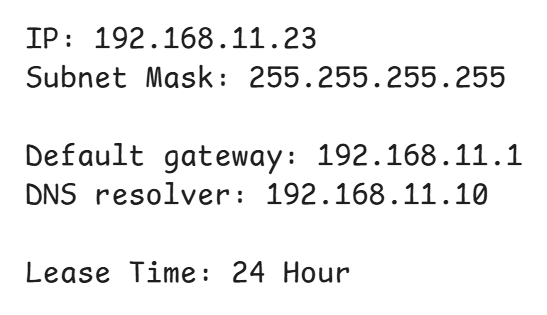 IP: 192.168.11.23
Subnet Mask: 255.255.255.255
Default gateway: 192.168.11.1
DNS resolver: 192.168.11.10
Lease Time: 24 Hour